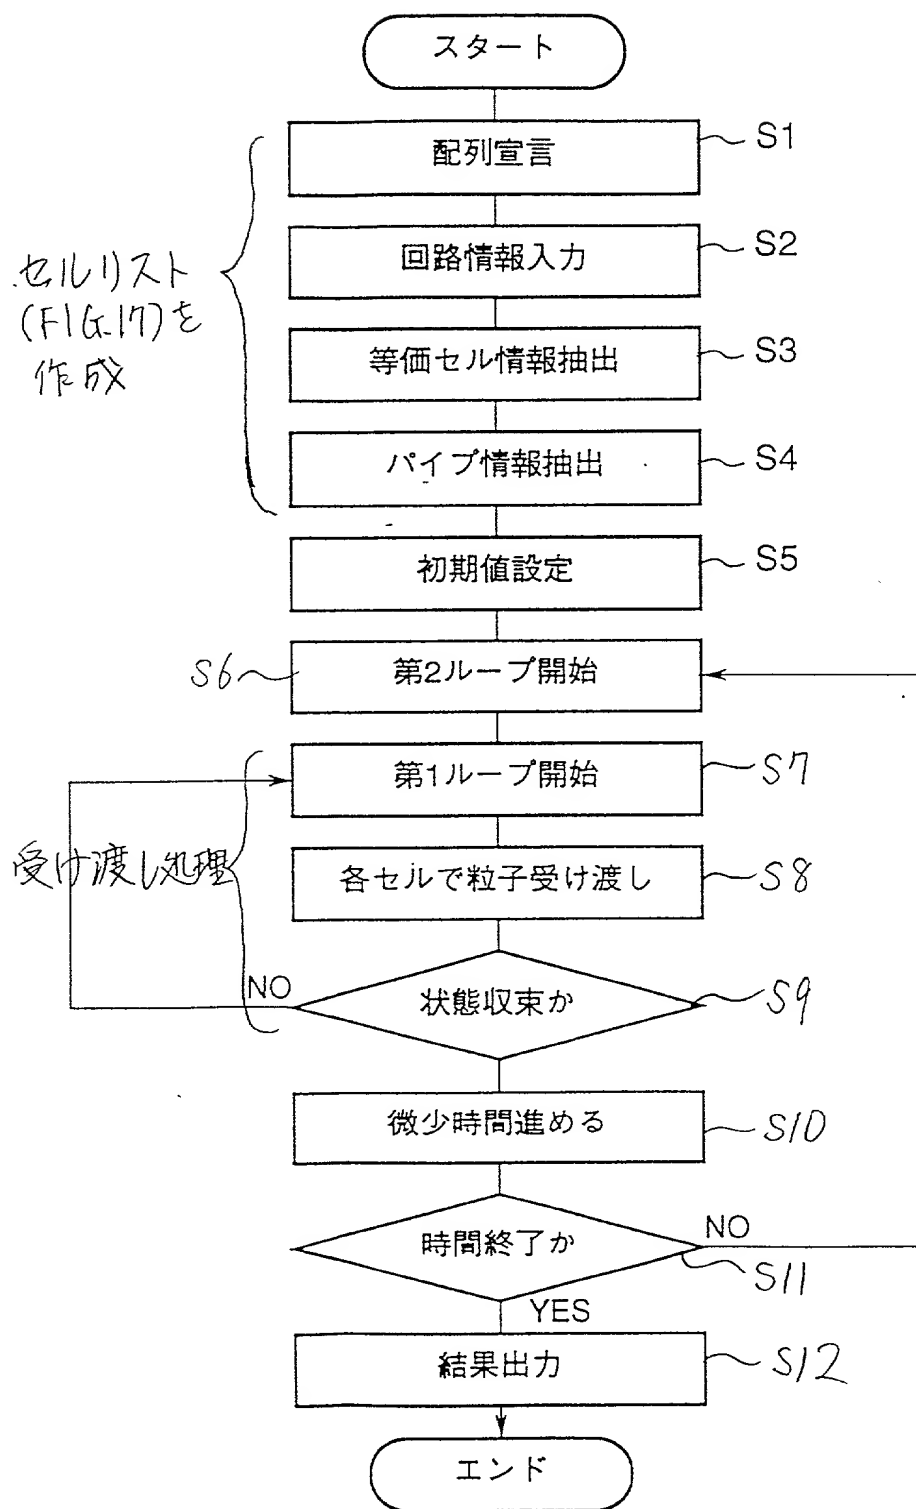 スタート
配列宣言
S1
回路情報入力
S2
セルリスト
(FIG.17)を
作成
等価セル情報抽出
S3
パイプ情報抽出
S4
初期値設定
S5
S6
第2ループ開始
第1ループ開始
S7
受け渡し処理
各セルで粒子受け渡し
S8
NO
状態収束か
S9
微少時間進める
S10
時間終了か
NO
S11
YES
結果出力
S12
エンド